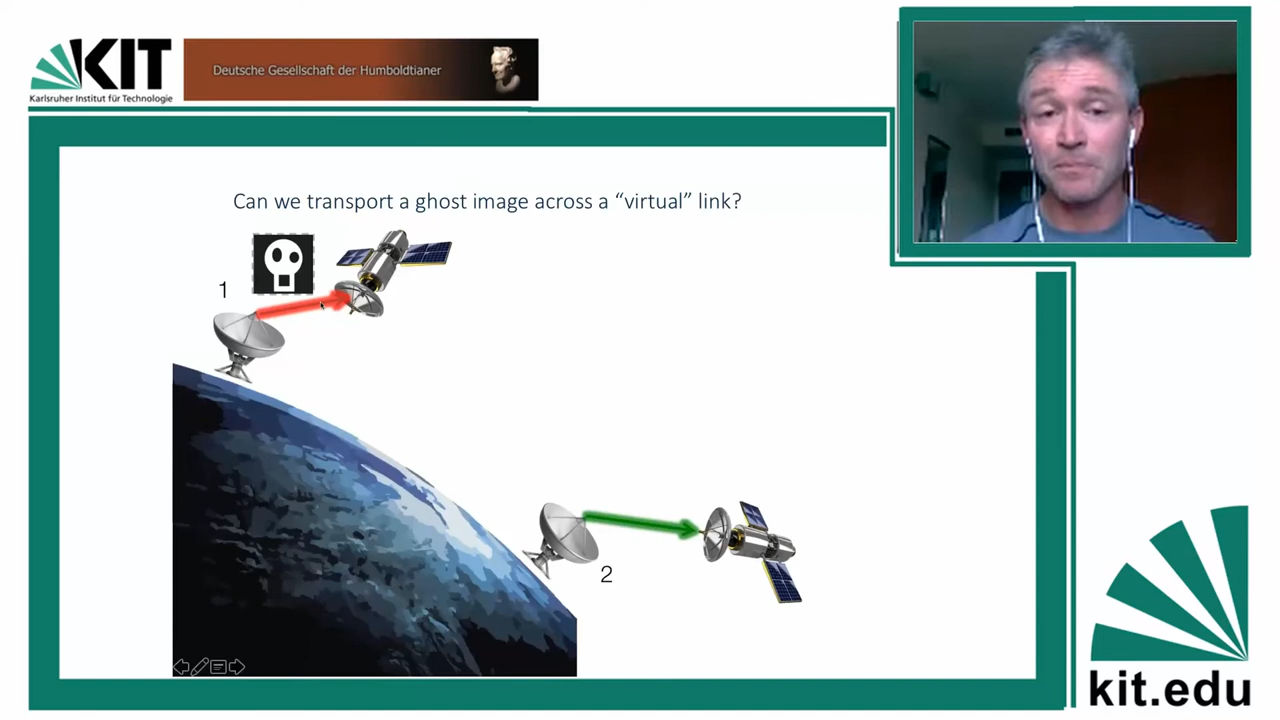 KIT
Karlsruher Institut für Technologie
Deutsche Gesellschaft der Humboldtianer
Can we transport a ghost image across a “virtual” link?
1
2
kit.edu